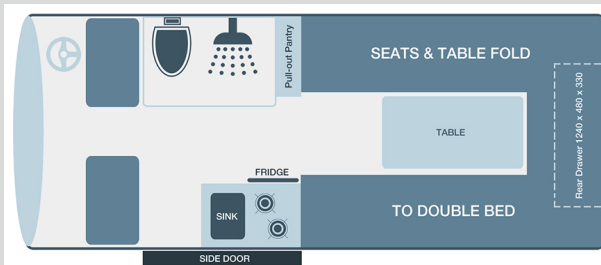 Pull-out Pantry
SEATS & TABLE FOLD
TABLE
Rear Drawer 1240 x 480 x 330
FRIDGE
SINK
TO DOUBLE BED
SIDE DOOR